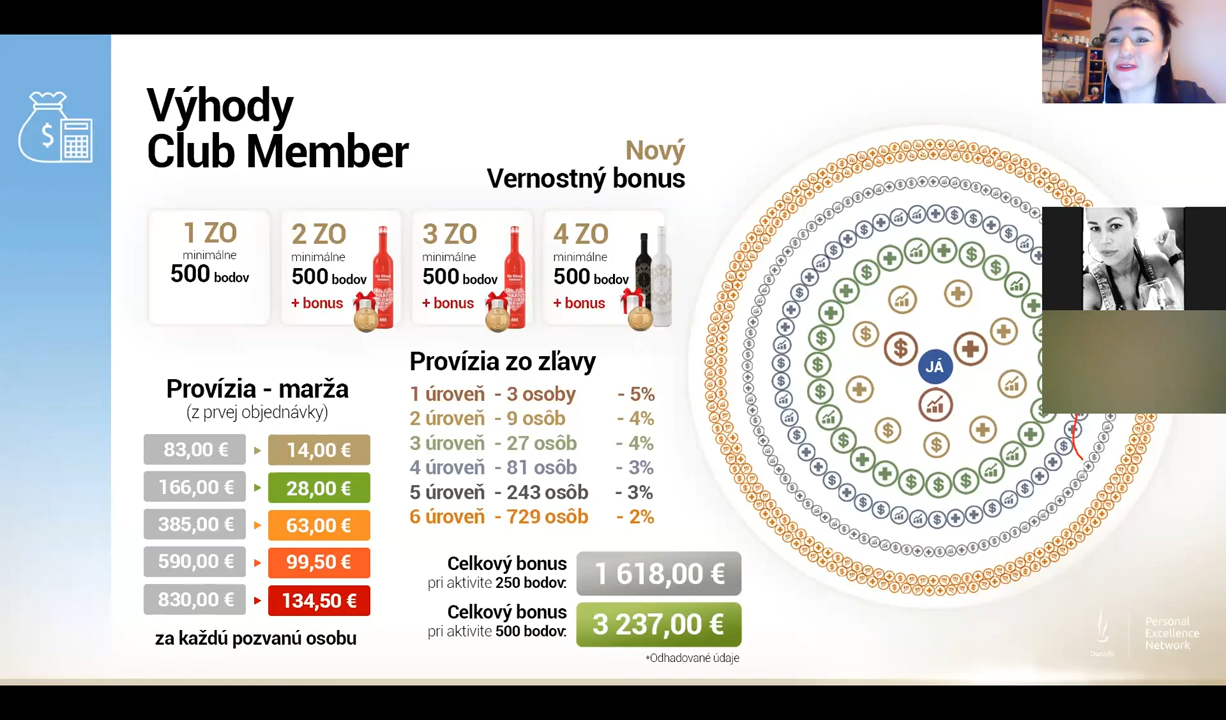 Výhody
Club Member
Nový
Vernostný bonus
1 ZO
minimálne
500 bodov
2 ZO
minimálne
500 bodov
+ bonus
3 ZO
minimálne
500 bodov
+ bonus
4 ZO
minimálne
500 bodov
+ bonus
Provízia - marža
(z prvej objednávky)
83,00 € 14,00 €
166,00 € 28,00 €
385,00 € 63,00 €
590,00 € 99,50 €
830,00 € 134,50 €
za každú pozvanú osobu
Provízia zo zľavy
1 úroveň - 3 osoby - 5%
2 úroveň - 9 osôb - 4%
3 úroveň - 27 osôb - 4%
4 úroveň - 81 osôb - 3%
5 úroveň - 243 osôb - 3%
6 úroveň - 729 osôb - 2%
Celkový bonus
pri aktivite 250 bodov:
1 618,00 €
Celkový bonus
pri aktivite 500 bodov:
3 237,00 €
*Odhadované údaje
JÁ
Personal
Excellence
Network